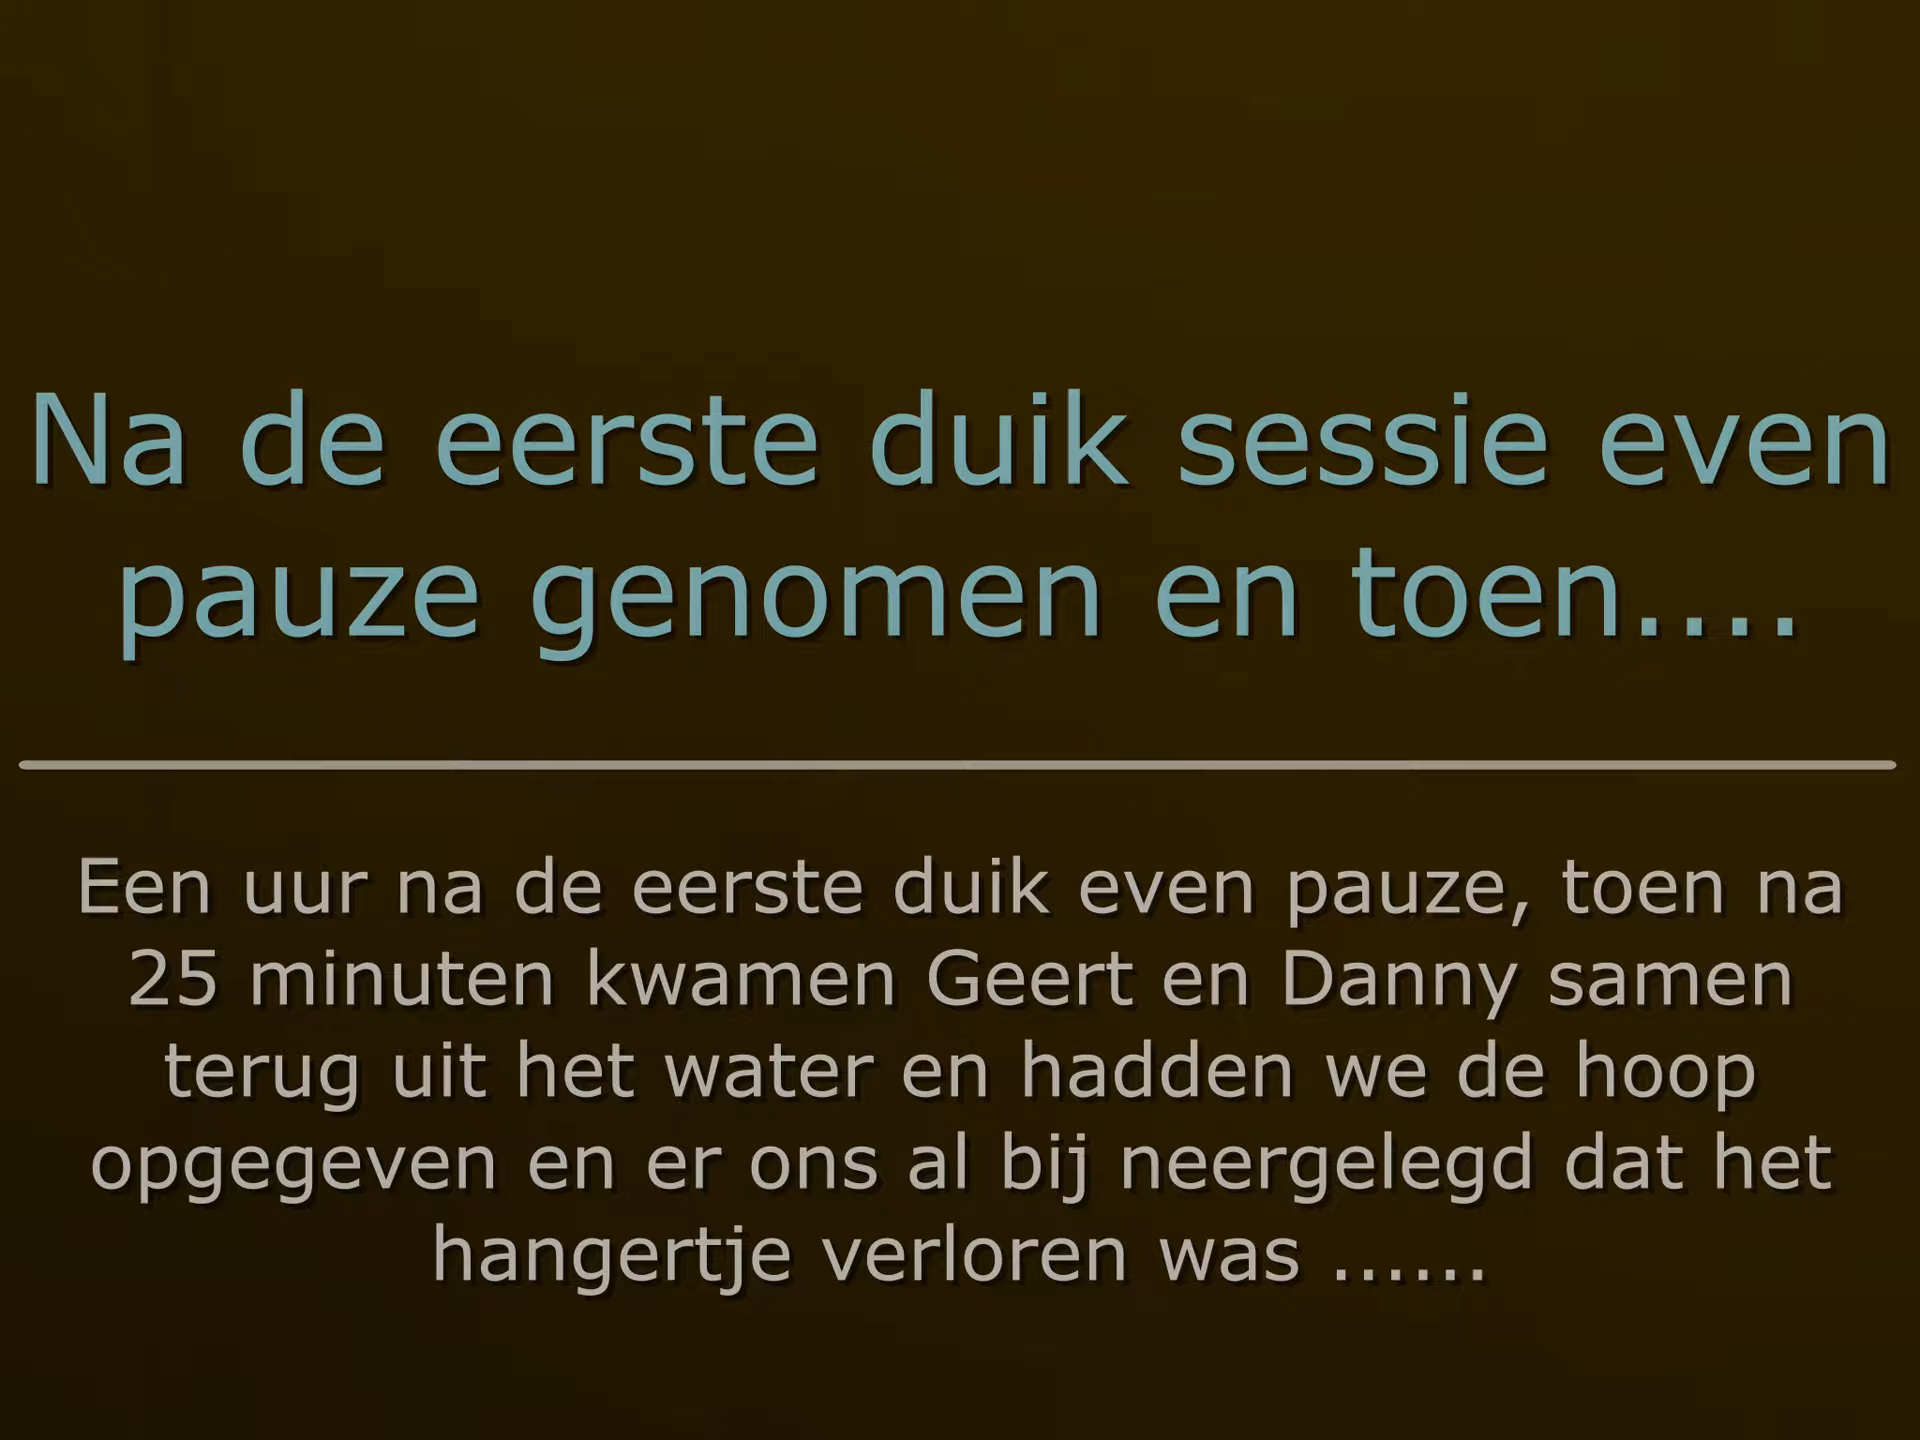 Na de eerste duik sessie even
pauze genomen en toen....
Een uur na de eerste duik even pauze, toen na
25 minuten kwamen Geert en Danny samen
terug uit het water en hadden we de hoop
opgegeven en er ons al bij neergelegd dat het
hangertje verloren was ......